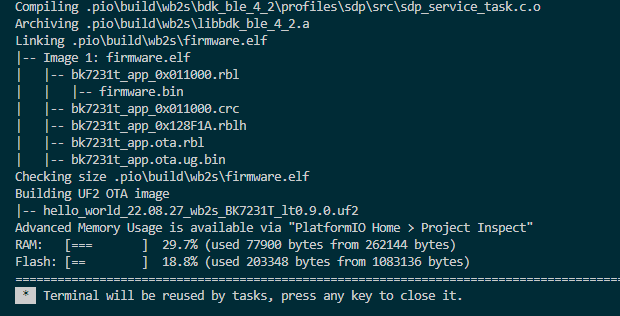 Compiling .pio\build\wb2s\bdk_ble_4_2\profiles\sdp\src\sdp_service_task.c.o
Archiving .pio\build\wb2s\libbdk_ble_4_2.a
Linking .pio\build\wb2s\firmware.elf
|-- Image 1: firmware.elf
|   |-- bk7231t_app_0x011000.rbl
|   |   |-- firmware.bin
|   |-- bk7231t_app_0x011000.crc
|   |-- bk7231t_app_0x128F1A.rblh
|   |-- bk7231t_app.ota.rbl
|   |-- bk7231t_app.ota.ug.bin
Checking size .pio\build\wb2s\firmware.elf
Building UF2 OTA image
|-- hello_world_22.08.27_wb2s_BK7231T_lt0.9.0.uf2
Advanced Memory Usage is available via "PlatformIO Home > Project Inspect"
RAM:   [===       ]  29.7% (used 77900 bytes from 262144 bytes)
Flash: [==        ]  18.8% (used 203348 bytes from 1083136 bytes)
=====================================================================================
* Terminal will be reused by tasks, press any key to close it.